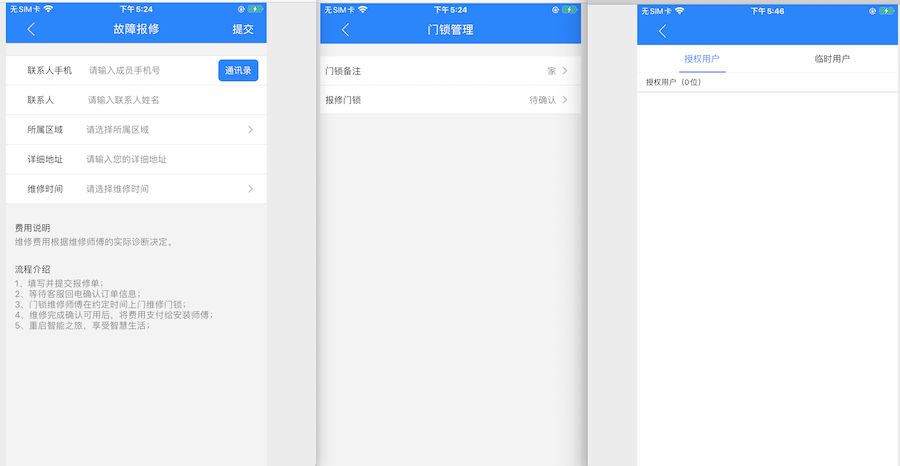 无SIM卡
下午5:24
故障报修
提交
联系人手机
请输入成员手机号
通讯录
联系人
请输入联系人姓名
所属区域
请选择所属区域
详细地址
请输入您的详细地址
维修时间
请选择维修时间
费用说明
维修费用根据维修师傅的实际诊断决定。
流程介绍
1、填写并提交报修单；
2、等待客服回电确认订单信息；
3、门锁维修师傅在约定时间上门维修门锁；
4、维修完成确认可用后，将费用支付给安装师傅；
5、重启智能之旅，享受智慧生活；
无SIM卡
下午5:24
门锁管理
门锁备注
家
报修门锁
待确认
无SIM卡
下午5:46
授权用户
临时用户
授权用户（0位）